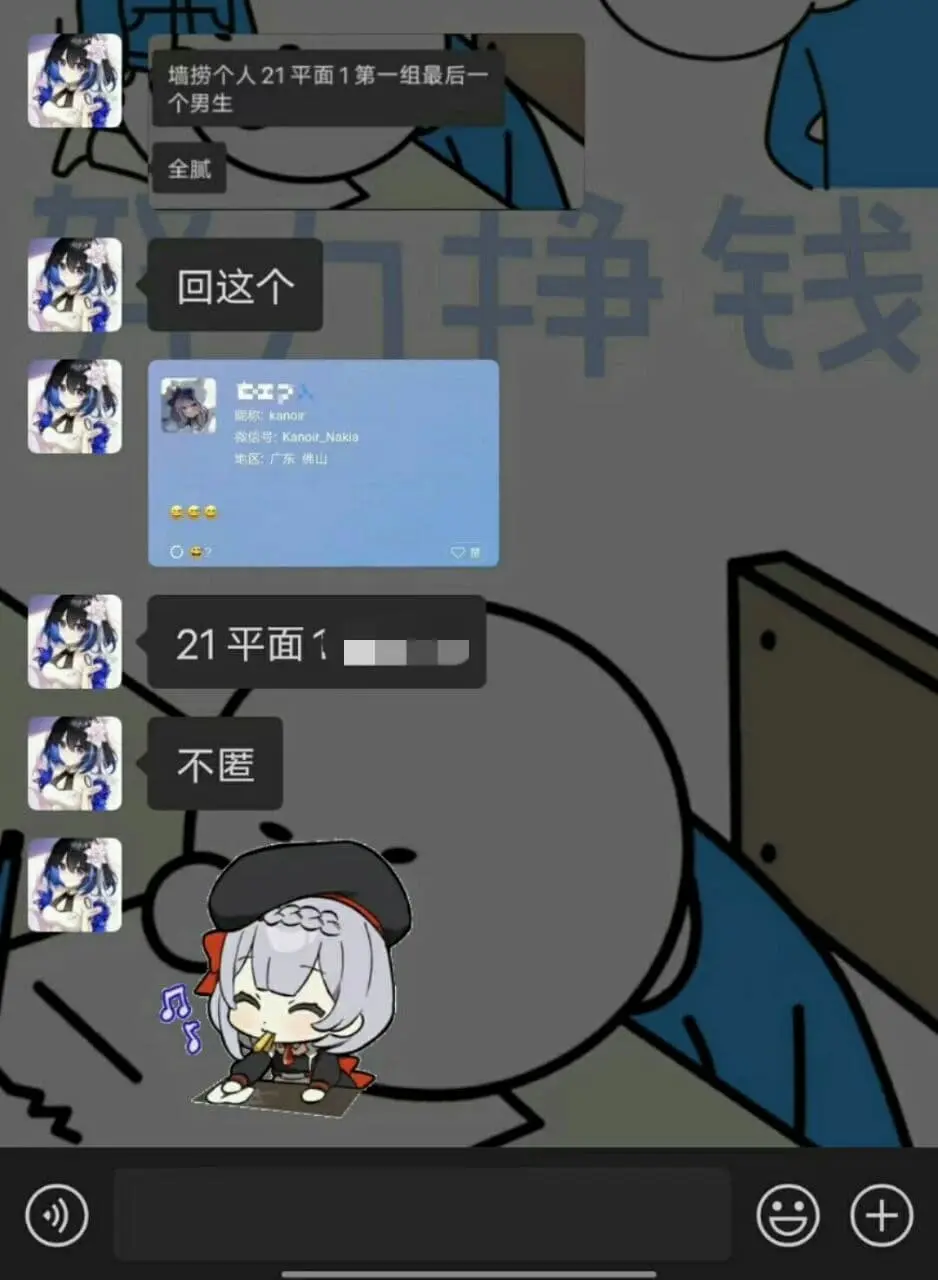 墙捞个人21平面1第一组最后一
个男生
全腻
努力挣钱
回这个
昵称: kanoir
微信号: Kanoir_Nakia
地区: 广东 佛山
21平面1
不匿